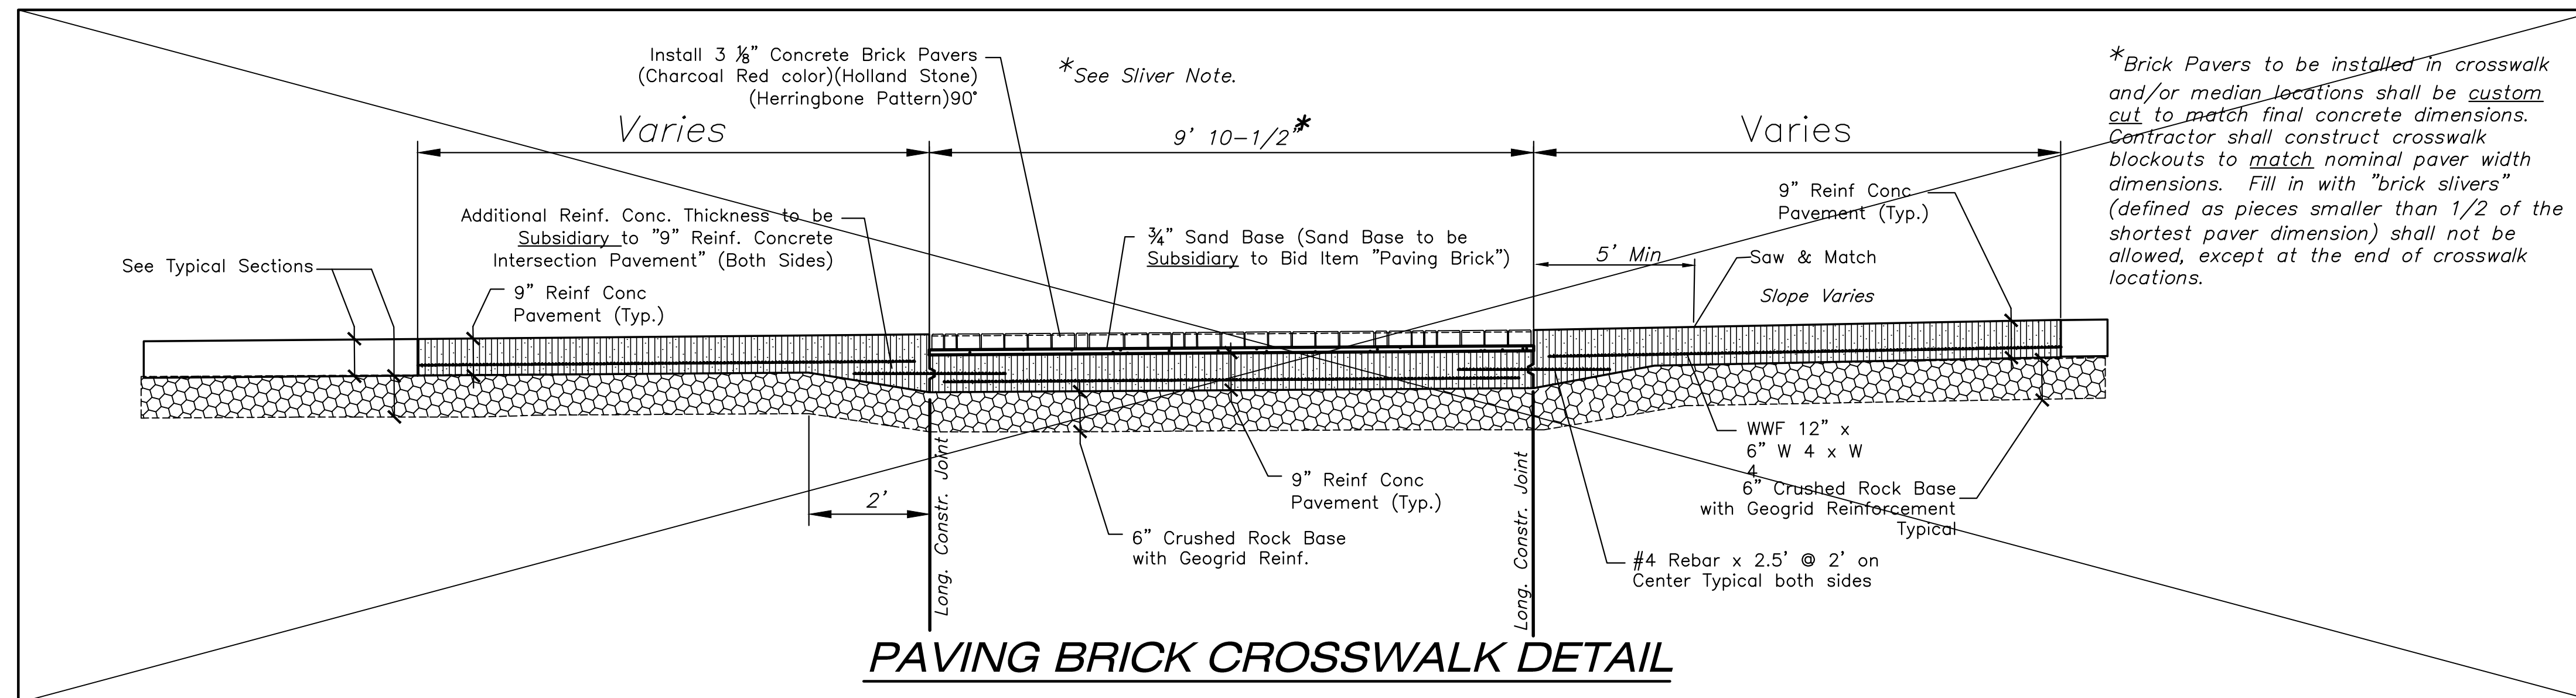 Install 3 ⅛” Concrete Brick Pavers
(Charcoal Red color)(Holland Stone)
(Herringbone Pattern)90°
*See Sliver Note.
*Brick Pavers to be installed in crosswalk
and/or median locations shall be custom
cut to match final concrete dimensions.
Contractor shall construct crosswalk
blockouts to match nominal paver width
dimensions. Fill in with ”brick slivers”
(defined as pieces smaller than 1/2 of the
shortest paver dimension) shall not be
allowed, except at the end of crosswalk
locations.
Varies
9’ 10-1/2”*
Varies
Additional Reinf. Conc. Thickness to be
Subsidiary to ”9” Reinf. Concrete
Intersection Pavement” (Both Sides)
See Typical Sections
9” Reinf Conc
Pavement (Typ.)
¾” Sand Base (Sand Base to be
Subsidiary to Bid Item ”Paving Brick”)
5’ Min
Saw & Match
Slope Varies
9” Reinf Conc
Pavement (Typ.)
2’
Long. Constr. Joint
6” Crushed Rock Base
with Geogrid Reinf.
9” Reinf Conc
Pavement (Typ.)
Long. Constr. Joint
WWF 12” x
6” W 4 x W
4
6” Crushed Rock Base
with Geogrid Reinforcement
Typical
#4 Rebar x 2.5’ @ 2’ on
Center Typical both sides
PAVING BRICK CROSSWALK DETAIL